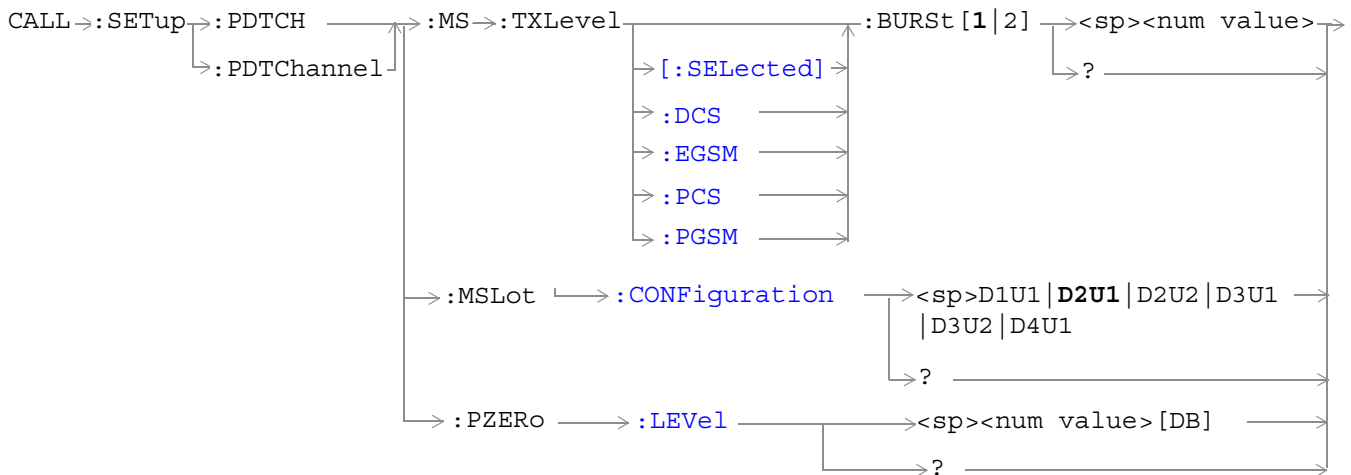 CALL :SETup :PDTCH :MS :TXLevel :BURSt[1|2] <sp><num value>
:PDTChannel [:SELected] ?
:DCS
:EGSM
:PCS
:PGSM
:MSLot :CONFiguration <sp>D1U1|D2U1|D2U2|D3U1
|D3U2|D4U1
?
:PZERo :LEVel <sp><num value>[DB]
?